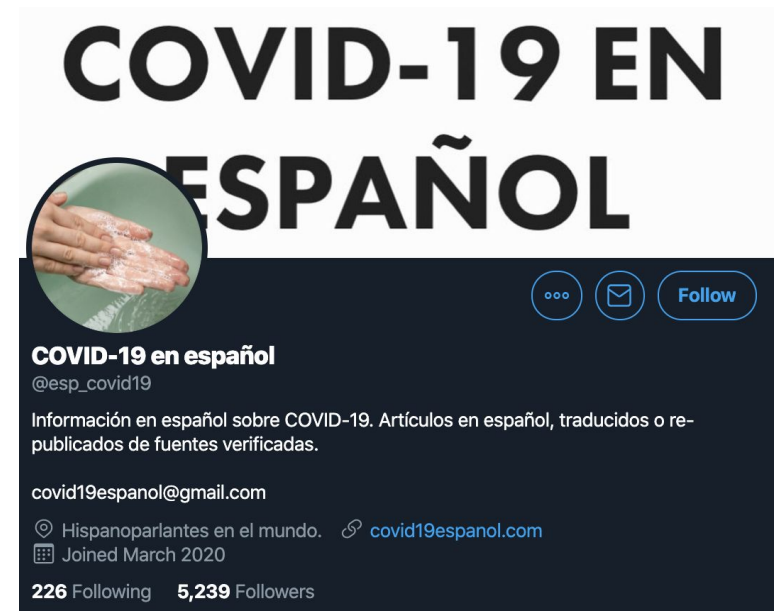 COVID-19 EN
ESPAÑOL
Follow
COVID-19 en español
@esp_covid19
Información en español sobre COVID-19. Artículos en español, traducidos o re-
publicados de fuentes verificadas.
covid19espanol@gmail.com
Hispanoparlantes en el mundo. covid19espanol.com
Joined March 2020
226 Following 5,239 Followers